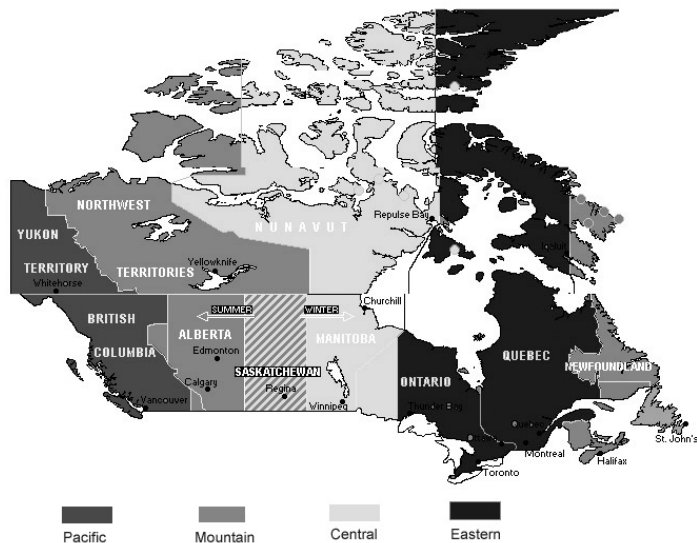 NORTHWEST
NUNAVUT
Repulse Bay
YUKON
Yellowknife
TERRITORY
TERRITORIES
Whitehorse
Churchill
SUMMER
WINTER
BRITISH
ALBERTA
MANITOBA
COLUMBIA
Edmonton
QUEBEC
SASKATCHEWAN
NEWFOUNDLAND
Calgary
Regina
ONTARIO
Vancouver
Winnipeg
Thunder Bay
St. John's
Montreal
Halifax
Toronto
Pacific
Mountain
Central
Eastern